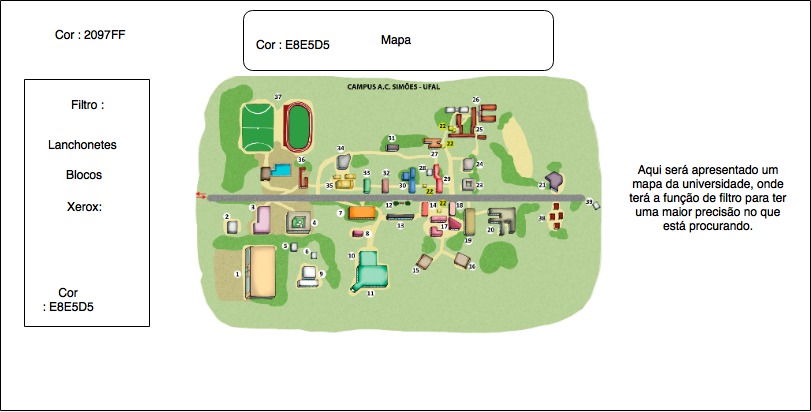 Cor : 2097FF
Cor : E8E5D5
Mapa
Filtro :
Lanchonetes
Blocos
Xerox:
Cor
: E8E5D5
CAMPUS A.C. SIMÕES - UFAL
37
26
22
25
22
31
27
34
24
36
35
33
32
30
28
29
23
21
22
39
2
3
4
7
12
13
14
22
18
17
19
20
38
8
5
6
1
9
10
11
15
16
Aqui será apresentado um
mapa da universidade, onde
terá a função de filtro para ter
uma maior precisão no que
está procurando.